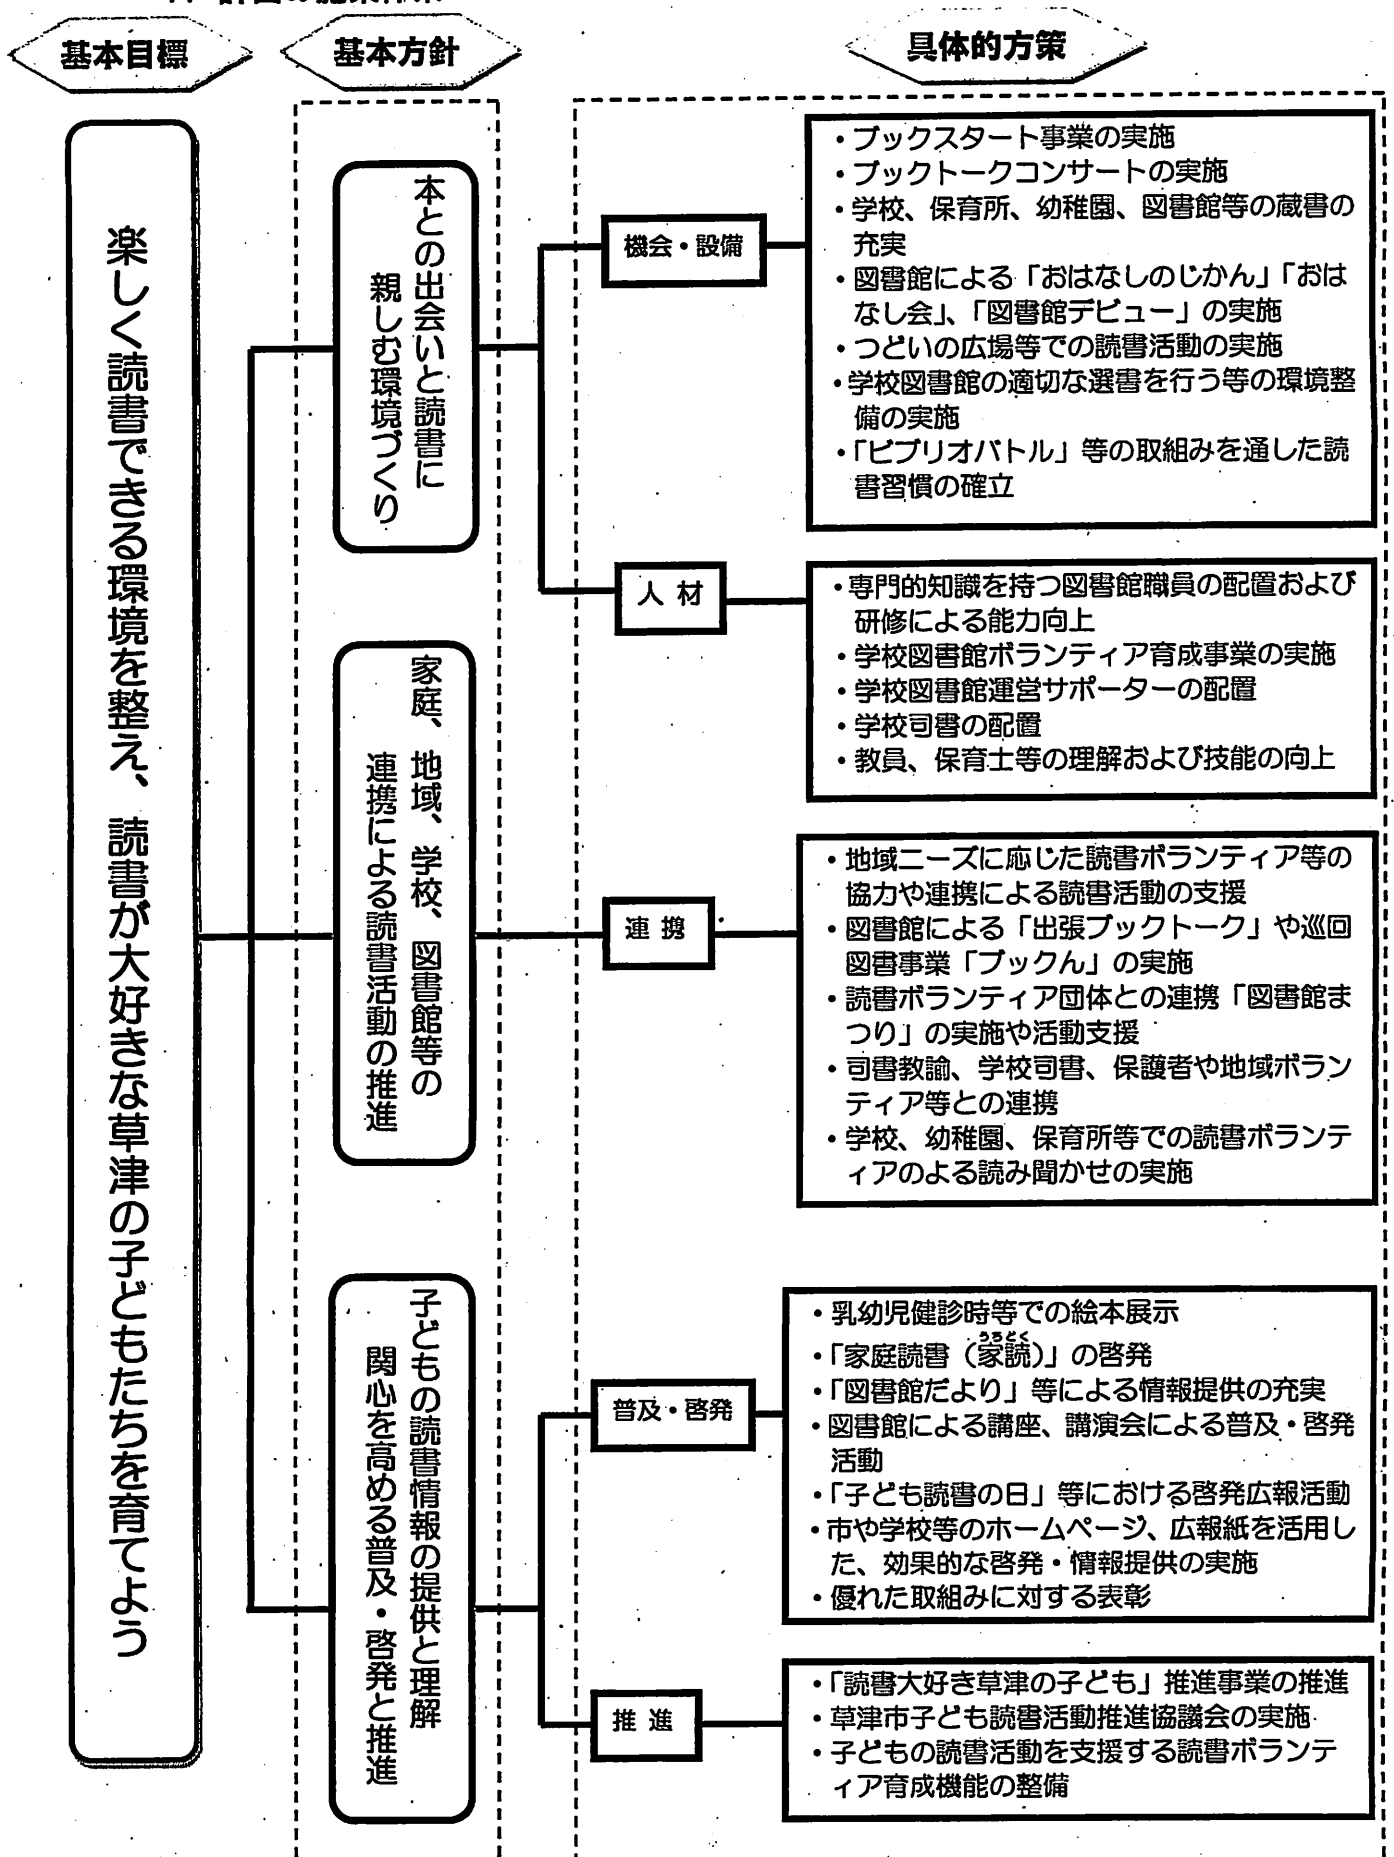 基本目標
基本方針
具体的方策
楽しく読書できる環境を整え、読書が大好きな草津の子どもたちを育てよう
本との出会いと読書に
親しむ環境づくり
機会・設備
・ブックスタート事業の実施
・ブックトークコンサートの実施
・学校、保育所、幼稚園、図書館等の蔵書の
充実
・図書館による「おはなしのじかん」「おは
なし会」、「図書館デビュー」の実施
・つどいの広場等での読書活動の実施
・学校図書館の適切な選書を行う等の環境整
備の実施
・「ビブリオバトル」等の取組みを通した読
書習慣の確立
人材
・専門的知識を持つ図書館職員の配置および
研修による能力向上
・学校図書館ボランティア育成事業の実施
・学校図書館運営サポーターの配置
・学校司書の配置
・教員、保育士等の理解および技能の向上
家庭、地域、学校、図書館等の
連携による読書活動の推進
連携
・地域ニーズに応じた読書ボランティア等の
協力や連携による読書活動の支援
・図書館による「出張ブックトーク」や巡回
図書事業「ブックん」の実施
・読書ボランティア団体との連携「図書館ま
つり」の実施や活動支援
・司書教諭、学校司書、保護者や地域ボラン
ティア等との連携
・学校、幼稚園、保育所等での読書ボランテ
ィアのよる読み聞かせの実施
子どもの読書情報の提供と理解
関心を高める普及・啓発と推進
普及・啓発
・乳幼児健診時等での絵本展示
うちどく
・「家庭読書（家読）」の啓発
・「図書館だより」等による情報提供の充実
・図書館による講座、講演会による普及・啓発
活動
・「子ども読書の日」等における啓発広報活動
・市や学校等のホームページ、広報紙を活用し
た、効果的な啓発・情報提供の実施
・優れた取組みに対する表彰
推進
・「読書大好き草津の子ども」推進事業の推進
・草津市子ども読書活動推進協議会の実施
・子どもの読書活動を支援する読書ボランテ
ィア育成機能の整備